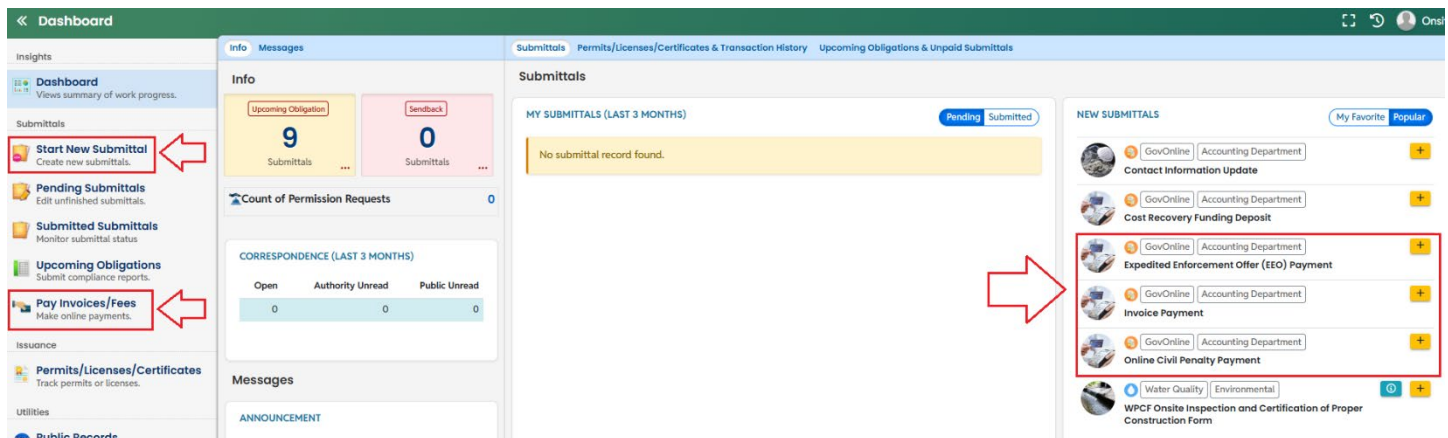 « Dashboard
Insights
Dashboard
Views summary of work progress.
Submittals
Start New Submittal
Create new submittals.
Pending Submittals
Edit unfinished submittals.
Submitted Submittals
Monitor submittal status
Upcoming Obligations
Submit compliance reports.
Pay Invoices/Fees
Make online payments.
Issuance
Permits/Licenses/Certificates
Track permits or licenses.
Utilities
Public Records
Info Messages
Info
Upcoming Obligation
9
Submittals ...
Sendback
0
Submittals ...
Count of Permission Requests 0
CORRESPONDENCE (LAST 3 MONTHS)
Open Authority Unread Public Unread
0 0 0
Messages
ANNOUNCEMENT
Submittals Permits/Licenses/Certificates & Transaction History Upcoming Obligations & Unpaid Submittals
Submittals
MY SUBMITTALS (LAST 3 MONTHS) Pending Submitted
No submittal record found.
NEW SUBMITTALS My Favorite Popular
GovOnline Accounting Department +
Contact Information Update
GovOnline Accounting Department +
Cost Recovery Funding Deposit
GovOnline Accounting Department +
Expedited Enforcement Offer (EEO) Payment
GovOnline Accounting Department +
Invoice Payment
GovOnline Accounting Department +
Online Civil Penalty Payment
Water Quality Environmental +
WPCF Onsite Inspection and Certification of Proper
Construction Form